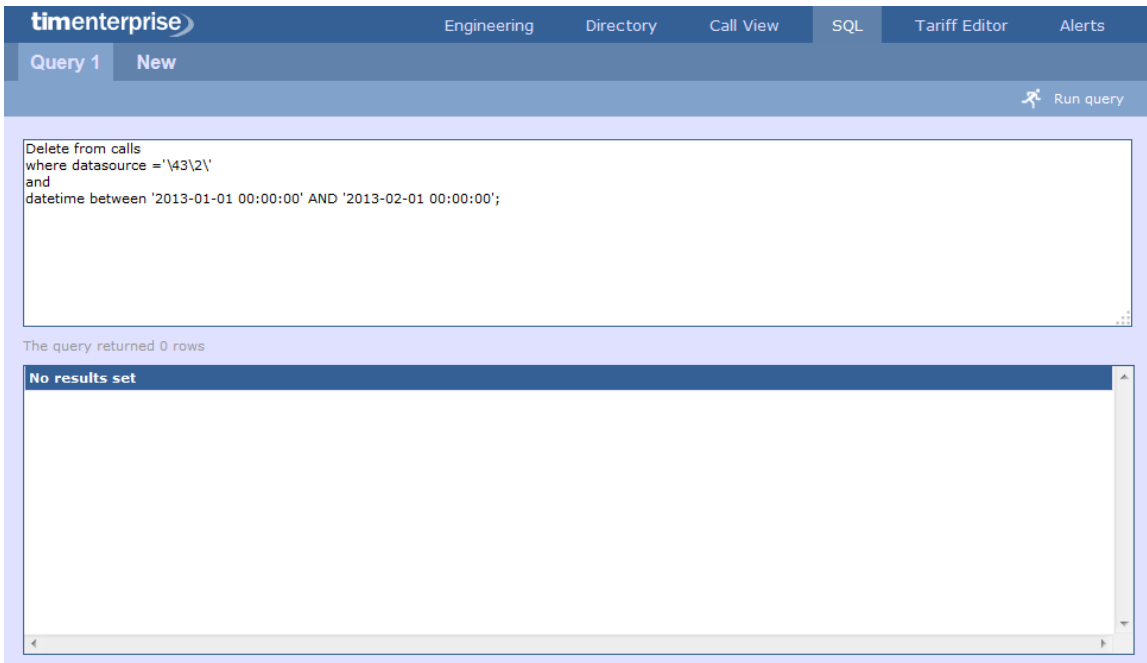 timenterprise
Engineering Directory Call View SQL Tariff Editor Alerts
Query 1 New
Run query
Delete from calls
where datasource ='\43\2\'
and
datetime between '2013-01-01 00:00:00' AND '2013-02-01 00:00:00';
The query returned 0 rows
No results set